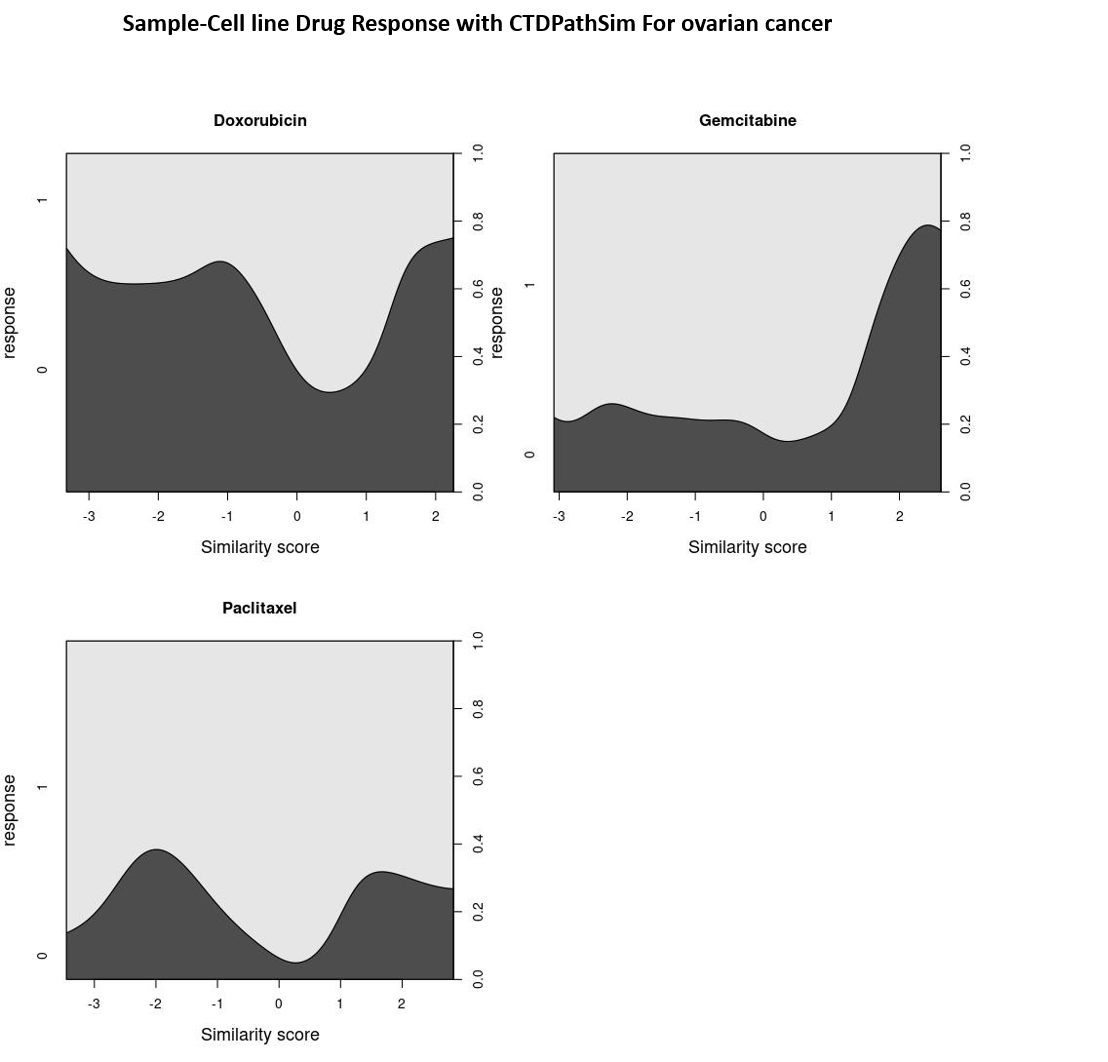 Sample-Cell line Drug Response with CTDPathSim For ovarian cancer
Doxorubicin
response
0
1
0.0
0.2
0.4
0.6
0.8
1.0
-3 -2 -1 0 1 2
Similarity score
Gemcitabine
response
0
1
0.0
0.2
0.4
0.6
0.8
1.0
-3 -2 -1 0 1 2
Similarity score
Paclitaxel
response
0
1
0.0
0.2
0.4
0.6
0.8
1.0
-3 -2 -1 0 1 2
Similarity score